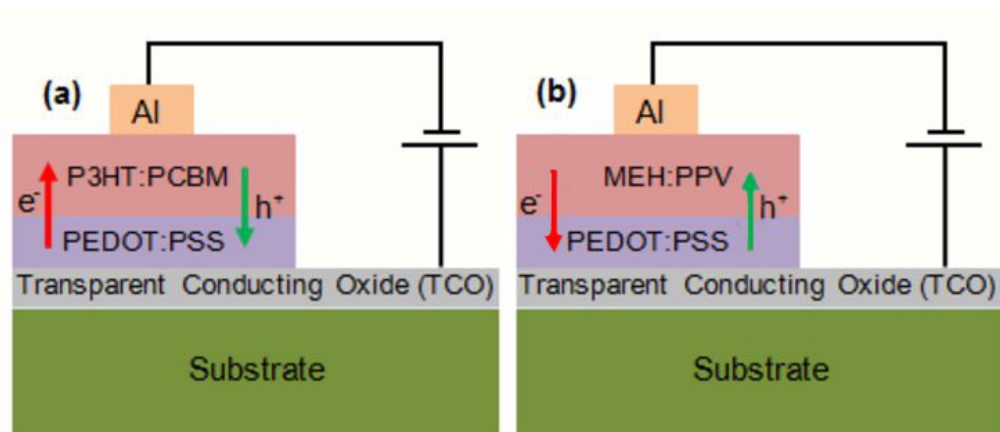 (a)
Al
P3HT:PCBM
e-
h+
PEDOT:PSS
Transparent Conducting Oxide (TCO)
Substrate
(b)
Al
MEH:PPV
e-
h+
PEDOT:PSS
Transparent Conducting Oxide (TCO)
Substrate